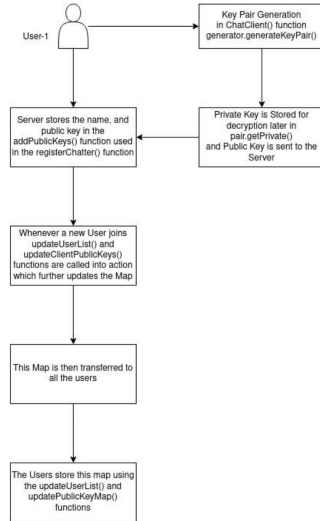 User-1
Key Pair Generation
in ChatClient() function
generator.generateKeyPair()
Private Key is Stored for
decryption later in
pair.getPrivate()
and Public Key is sent to the
Server
Server stores the name, and
public key in the
addPublicKeys() function used
in the registerChatter() function
Whenever a new User joins
updateUserList() and
updateClientPublicKeys()
functions are called into action
which further updates the Map
This Map is then transferred to
all the users
The Users store this map using
the updateUserList() and
updatePublicKeyMap()
functions